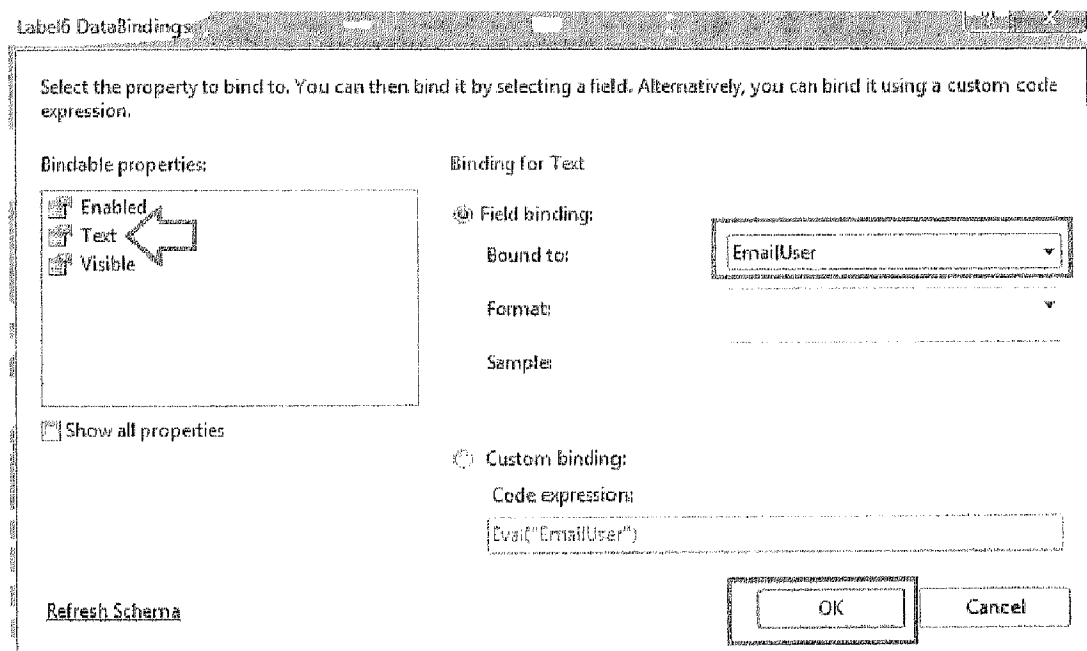 Label6 DataBindings
Select the property to bind to. You can then bind it by selecting a field. Alternatively, you can bind it using a custom code
expression.
Bindable properties:
Enabled
Text
Visible
Show all properties
Refresh Schema
Binding for Text
Field binding:
Bound to:
EmailUser
Format:
Sample:
Custom binding:
Code expression:
Eval("EmailUser")
OK
Cancel